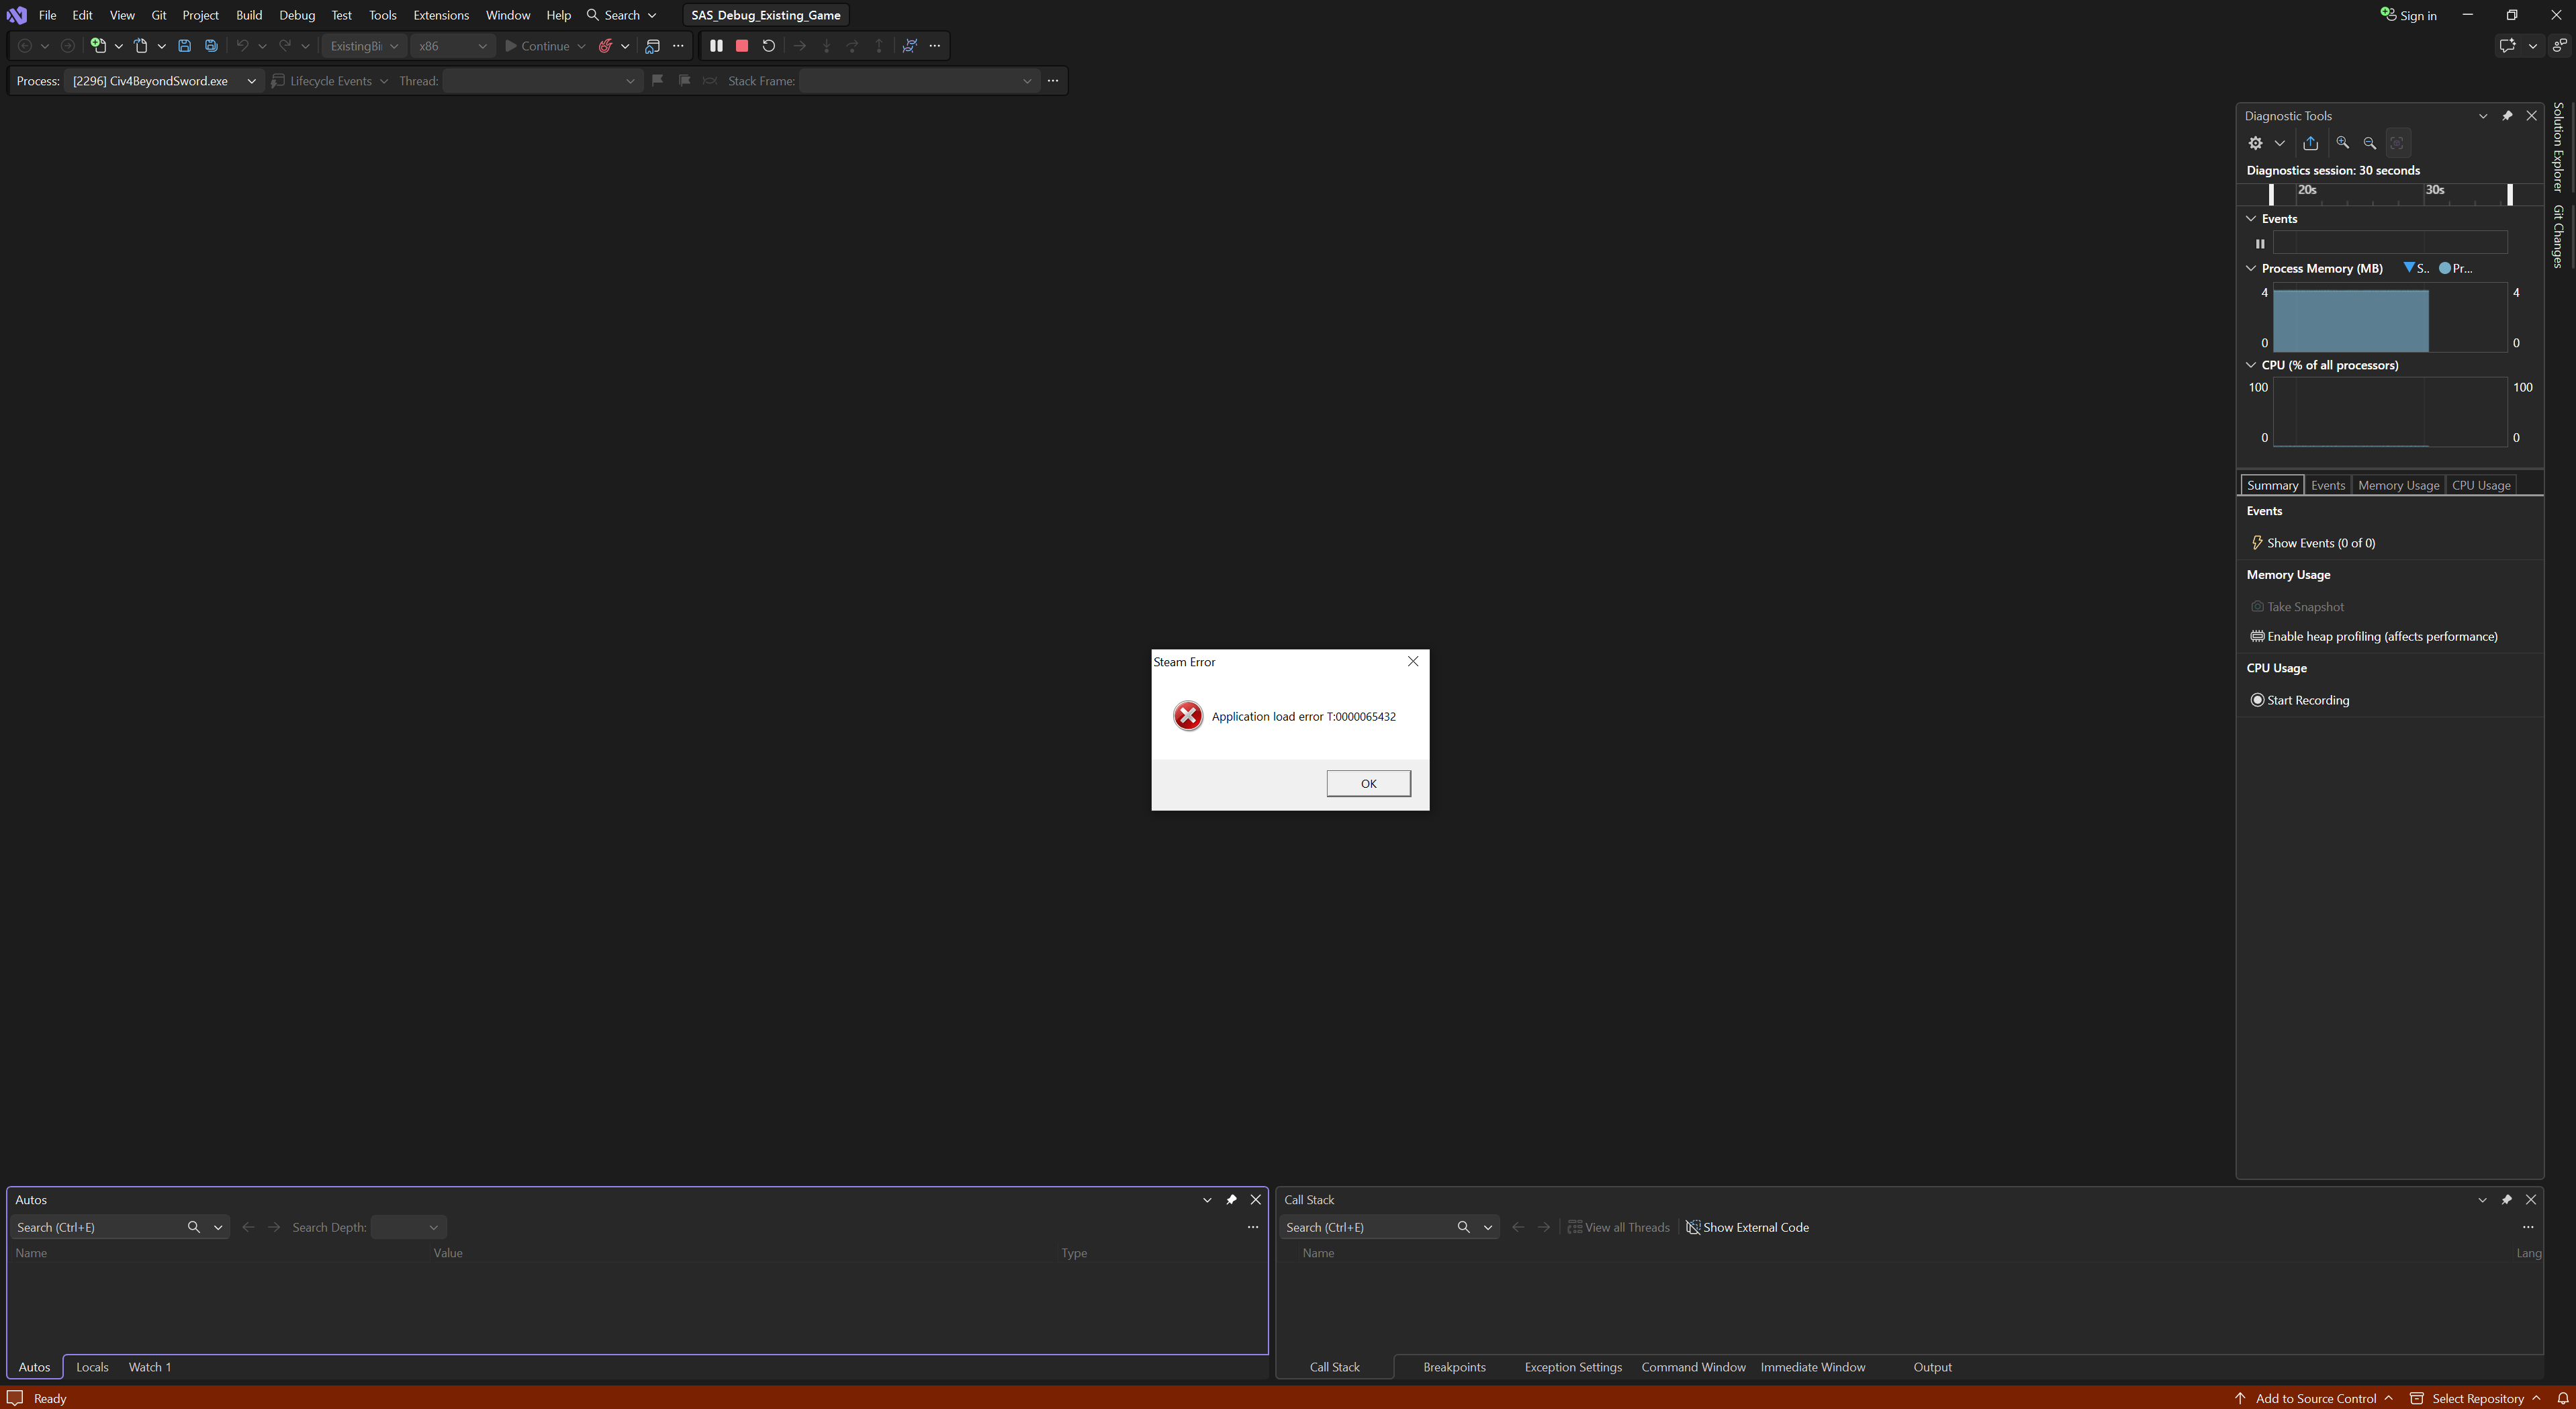 File Edit View Git Project Build Debug Test Tools Extensions Window Help Search SAS_Debug_Existing_Game Sign in
ExistingBi x86 Continue
Process: [2296] Civ4BeyondSword.exe Lifecycle Events Thread: Stack Frame:
Solution Explorer
Git Changes
Diagnostic Tools
Diagnostics session: 30 seconds
20s 30s
Events
Process Memory (MB) S.. Pr...
4 4
0 0
CPU (% of all processors)
100 100
0 0
Summary Events Memory Usage CPU Usage
Events
Show Events (0 of 0)
Memory Usage
Take Snapshot
Enable heap profiling (affects performance)
CPU Usage
Start Recording
Steam Error
Application load error T:0000065432
OK
Autos
Search (Ctrl+E) Search Depth:
Name Value Type
Autos Locals Watch 1
Call Stack
Search (Ctrl+E) View all Threads Show External Code
Name Lang
Call Stack Breakpoints Exception Settings Command Window Immediate Window Output
Ready Add to Source Control Select Repository